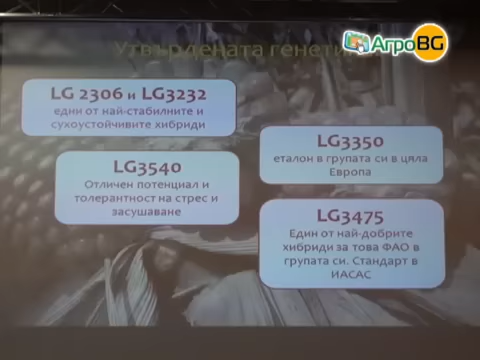 АгроBG
Утвърдената генетика
LG 2306 и LG3232
едни от най-стабилните и
сухоустойчивте хибриди
LG3350
еталон в групата си в цяла
Европа
LG3540
Отличен потенциал и
толерантност на стрес и
засушаване
LG3475
Един от най-добрите
хибриди за това ФАО в
групата си. Стандарт в
ИАСАС